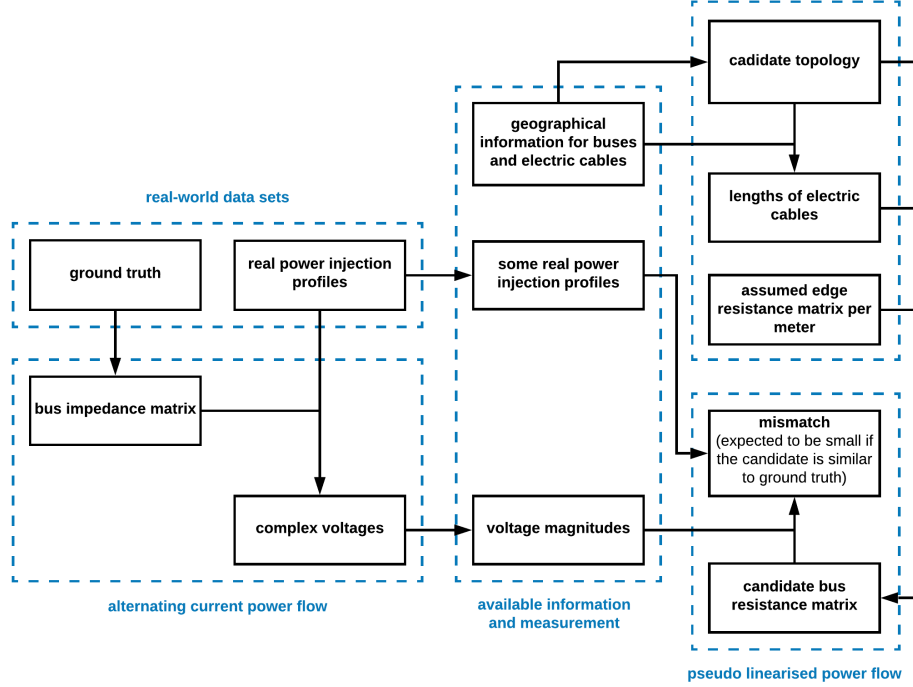 cadidate topology
geographical
information for buses
and electric cables
real-world data sets
lengths of electric
cables
ground truth
real power injection
profiles
some real power
injection profiles
assumed edge
resistance matrix per
meter
bus impedance matrix
mismatch
(expected to be small if
the candidate is similar
to ground truth)
complex voltages
voltage magnitudes
candidate bus
resistance matrix
alternating current power flow
available information
and measurement
pseudo linearised power flow